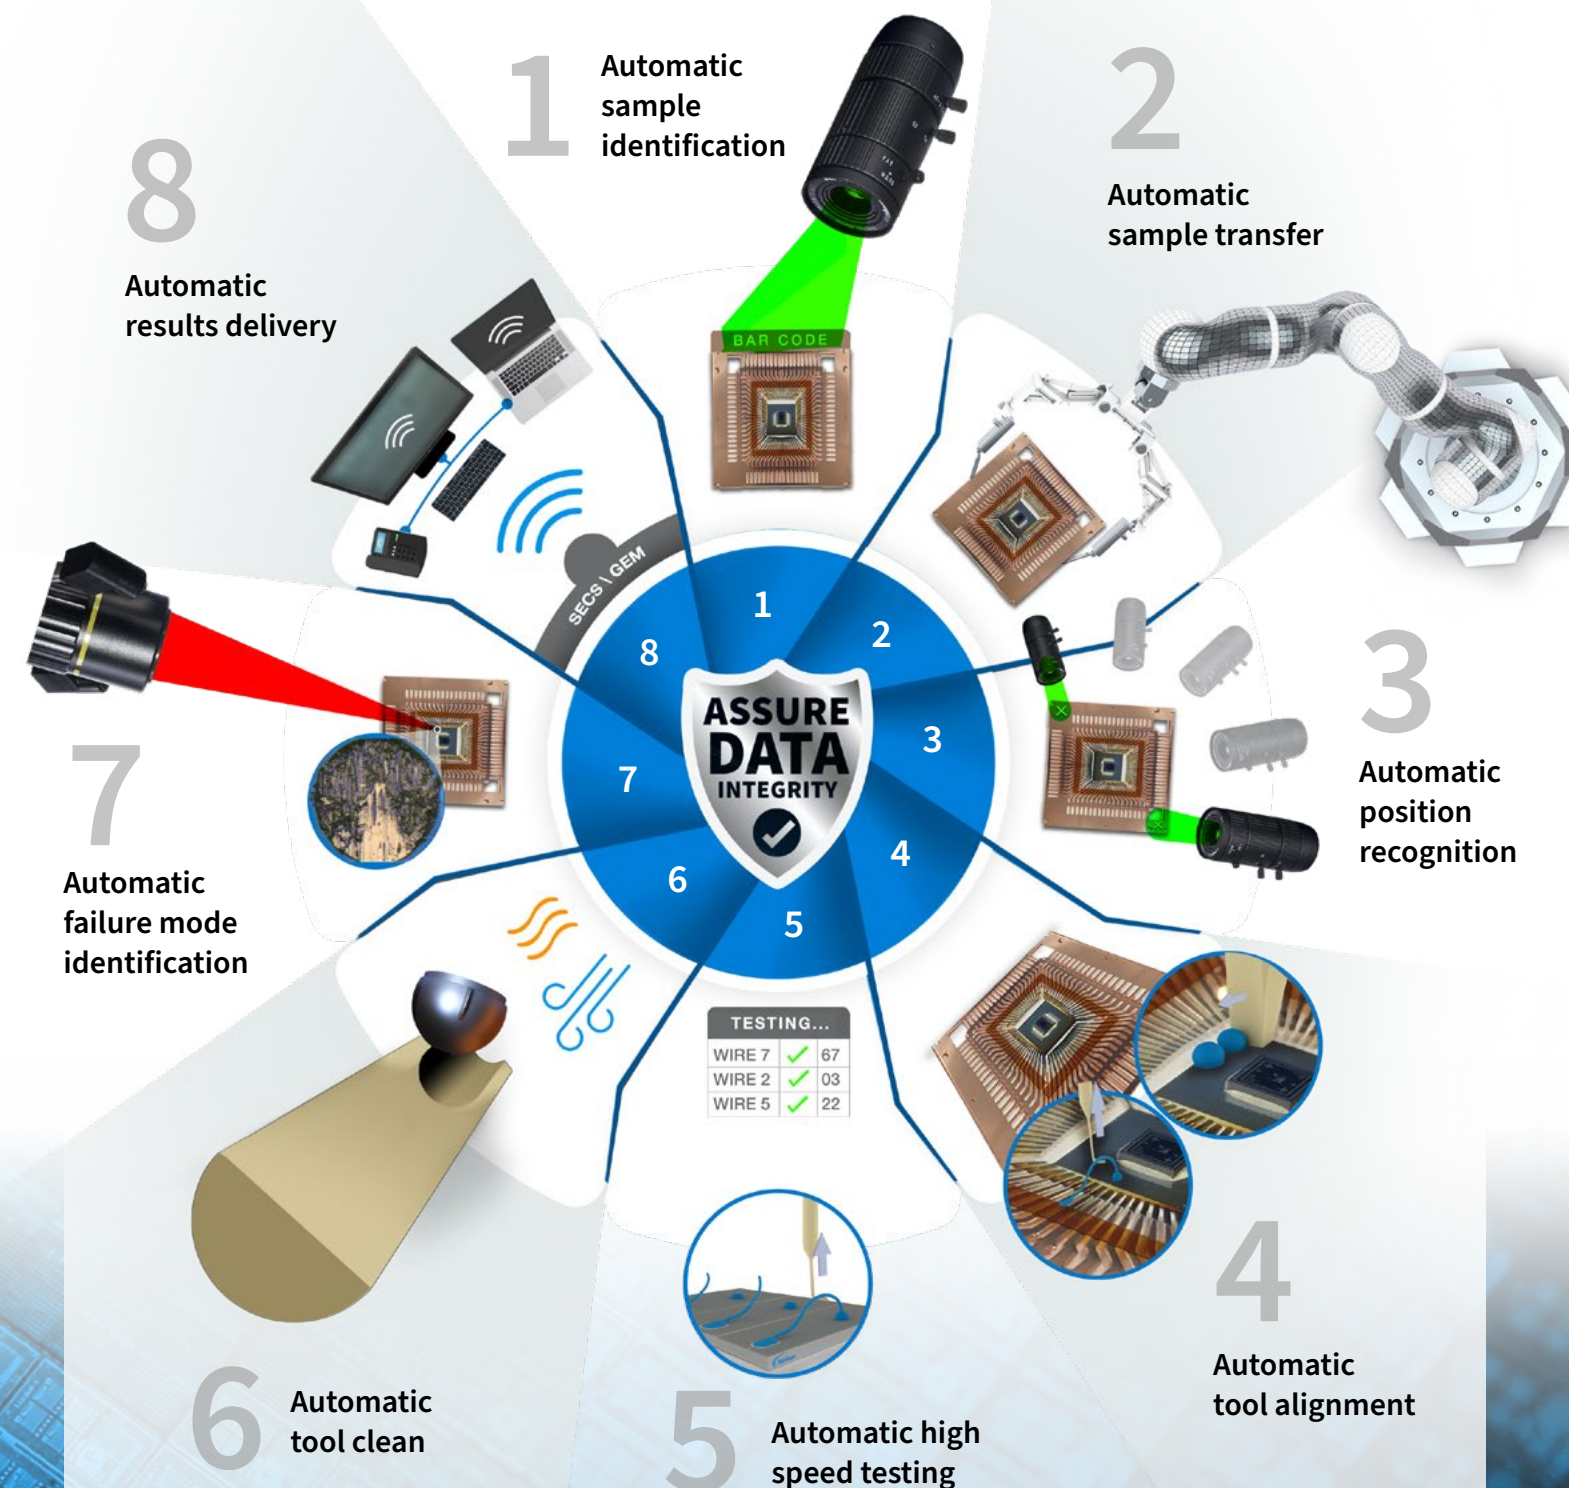 1
Automatic
sample
identification
2
Automatic
sample transfer
3
Automatic
position
recognition
4
Automatic
tool alignment
5
Automatic high
speed testing
6
Automatic
tool clean
7
Automatic
failure mode
identification
8
Automatic
results delivery
BAR CODE
SECS \ GEM
1
2
3
4
5
6
7
8
ASSURE
DATA
INTEGRITY
TESTING...
WIRE 7 ✓ 67
WIRE 2 ✓ 03
WIRE 5 ✓ 22